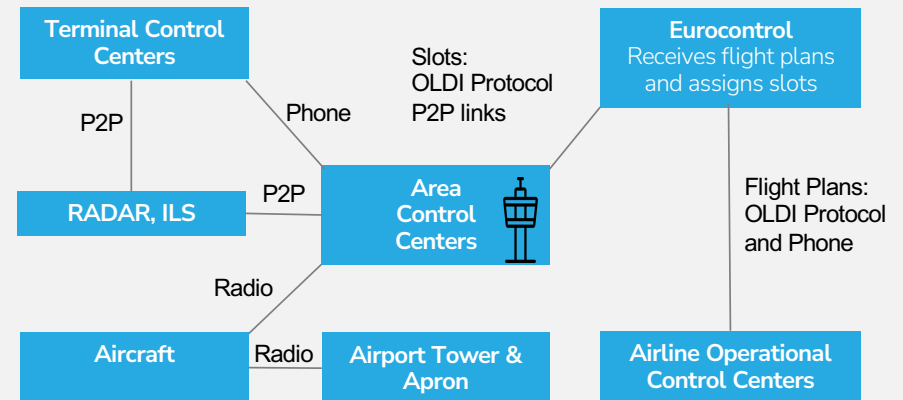 Terminal Control
Centers
Slots:
OLDI Protocol
P2P links
Eurocontrol
Receives flight plans
and assigns slots
P2P
Phone
RADAR, ILS
P2P
Area
Control
Centers
Flight Plans:
OLDI Protocol
and Phone
Radio
Aircraft
Radio
Airport Tower &
Apron
Airline Operational
Control Centers